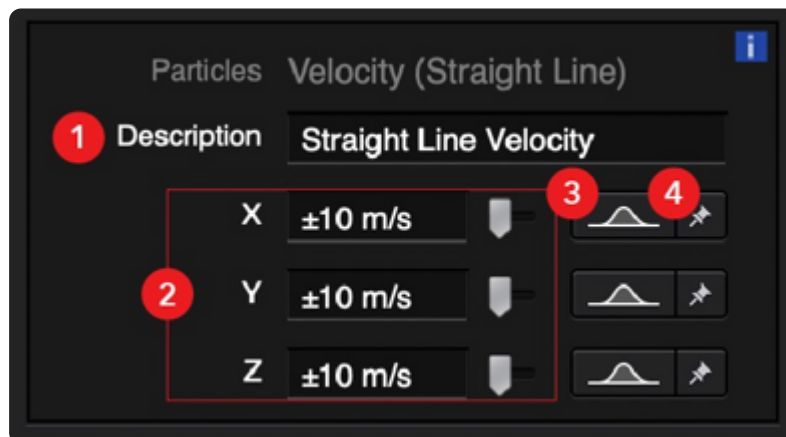 i
Particles Velocity (Straight Line)
1 Description Straight Line Velocity
3 4
X ±10 m/s
2 Y ±10 m/s
Z ±10 m/s